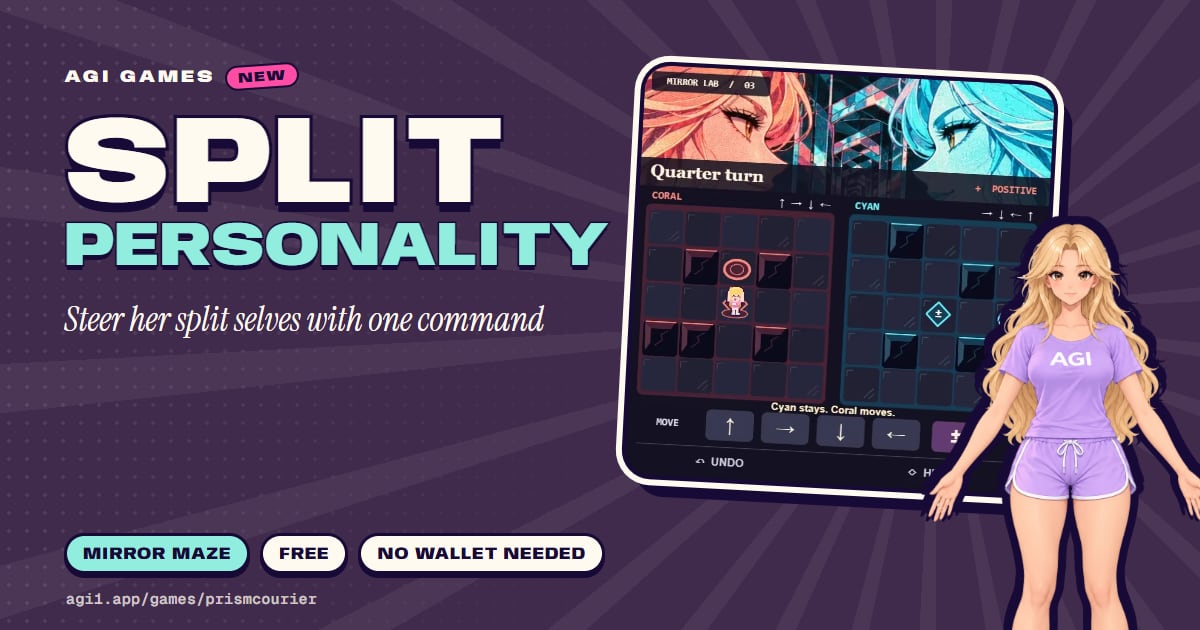 AGI GAMES NEW
SPLIT
PERSONALITY
Steer her split selves with one command
MIRROR MAZE
FREE
NO WALLET NEEDED
agi1.app/games/prismcourier
MIRROR LAB / 03
Quarter turn
+ POSITIVE
CORAL ↑ → ↓ ←
CYAN → ↓ ← ↑
±
Cyan stays. Coral moves.
MOVE ↑ → ↓ ← ±
UNDO
AGI